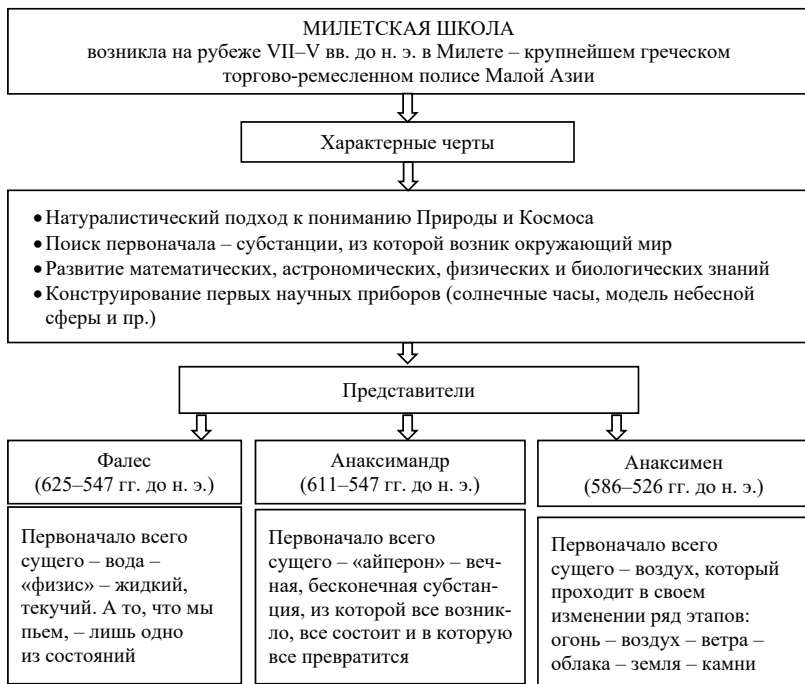 МИЛЕТСКАЯ ШКОЛА
возникла на рубеже VII–V вв. до н. э. в Милете – крупнейшем греческом
торгово-ремесленном полисе Малой Азии
Характерные черты
• Натуралистический подход к пониманию Природы и Космоса
• Поиск первоначала – субстанции, из которой возник окружающий мир
• Развитие математических, астрономических, физических и биологических знаний
• Конструирование первых научных приборов (солнечные часы, модель небесной
сферы и пр.)
Представители
Фалес
(625–547 гг. до н. э.)
Первоначало всего
сущего – вода –
«физис» – жидкий,
текучий. А то, что мы
пьем, – лишь одно
из состояний
Анаксимандр
(611–547 гг. до н. э.)
Первоначало всего
сущего – «айперон» – веч-
ная, бесконечная субстан-
ция, из которой все возник-
ло, все состоит и в которую
все превратится
Анаксимен
(586–526 гг. до н. э.)
Первоначало всего
сущего – воздух, который
проходит в своем
изменении ряд этапов:
огонь – воздух – ветра –
облака – земля – камни